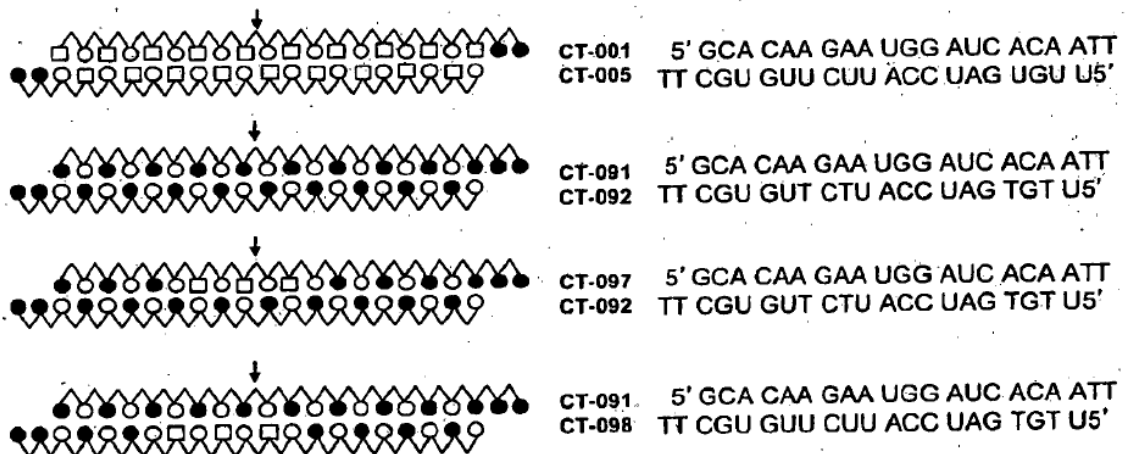 CT-001 5' GCA CAA GAA UGG AUC ACA ATT
CT-005 TT CGU GUU CUU ACC UAG UGU U5'
CT-091 5' GCA CAA GAA UGG AUC ACA ATT
CT-092 TT CGU GUT CTU ACC UAG TGT U5'
CT-097 5' GCA CAA GAA UGG AUC ACA ATT
CT-092 TT CGU GUT CTU ACC UAG TGT U5'
CT-091 5' GCA CAA GAA UGG AUC ACA ATT
CT-098 TT CGU GUU CUU ACC UAG TGT U5'